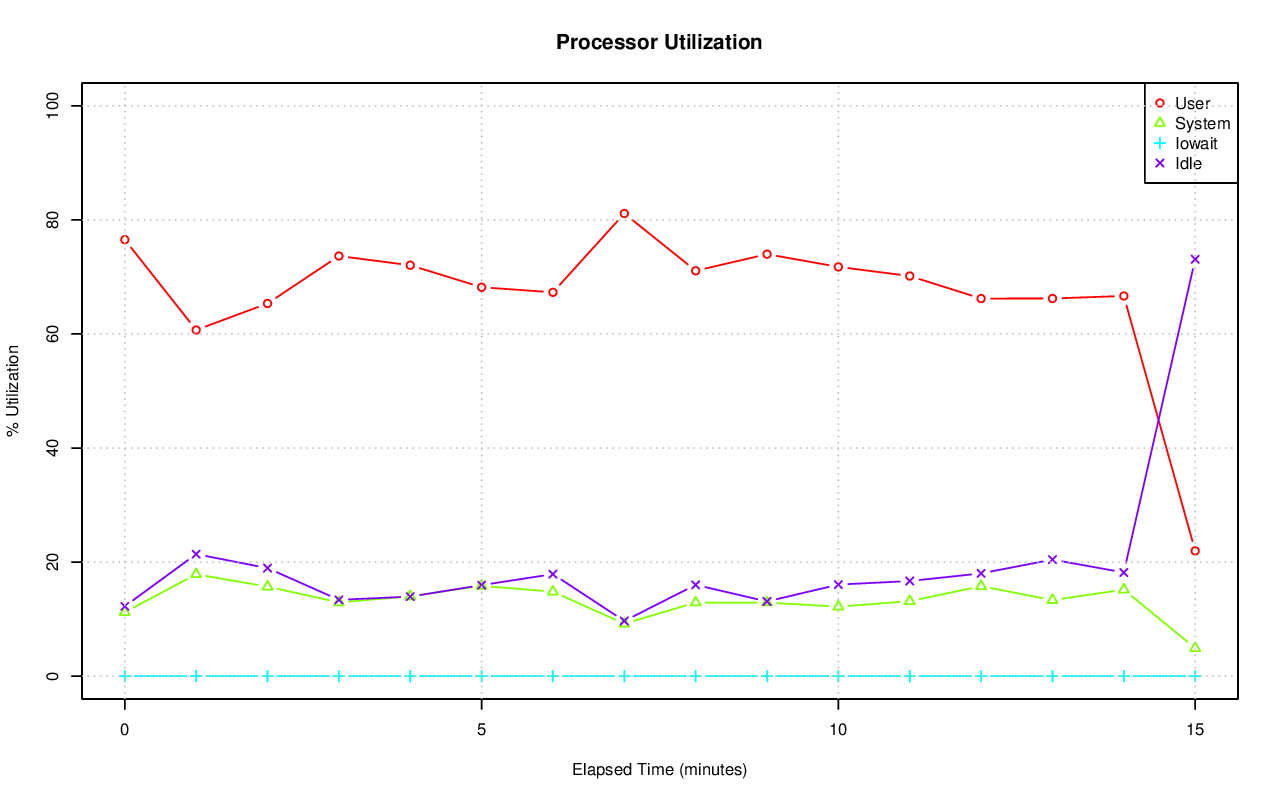 Processor Utilization
User
System
Iowait
Idle
% Utilization
100
80
60
40
20
0
0 5 10 15
Elapsed Time (minutes)